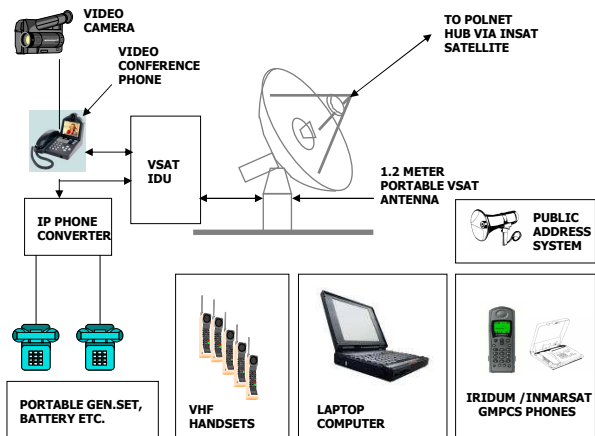 VIDEO
CAMERA
TO POLNET
HUB VIA INSAT
SATELLITE
VIDEO
CONFERENCE
PHONE
VSAT
IDU
1.2 METER
PORTABLE VSAT
ANTENNA
IP PHONE
CONVERTER
PUBLIC
ADDRESS
SYSTEM
PORTABLE GEN.SET,
BATTERY ETC.
VHF
HANDSETS
LAPTOP
COMPUTER
IRIDUM /INMARSAT
GMPCS PHONES